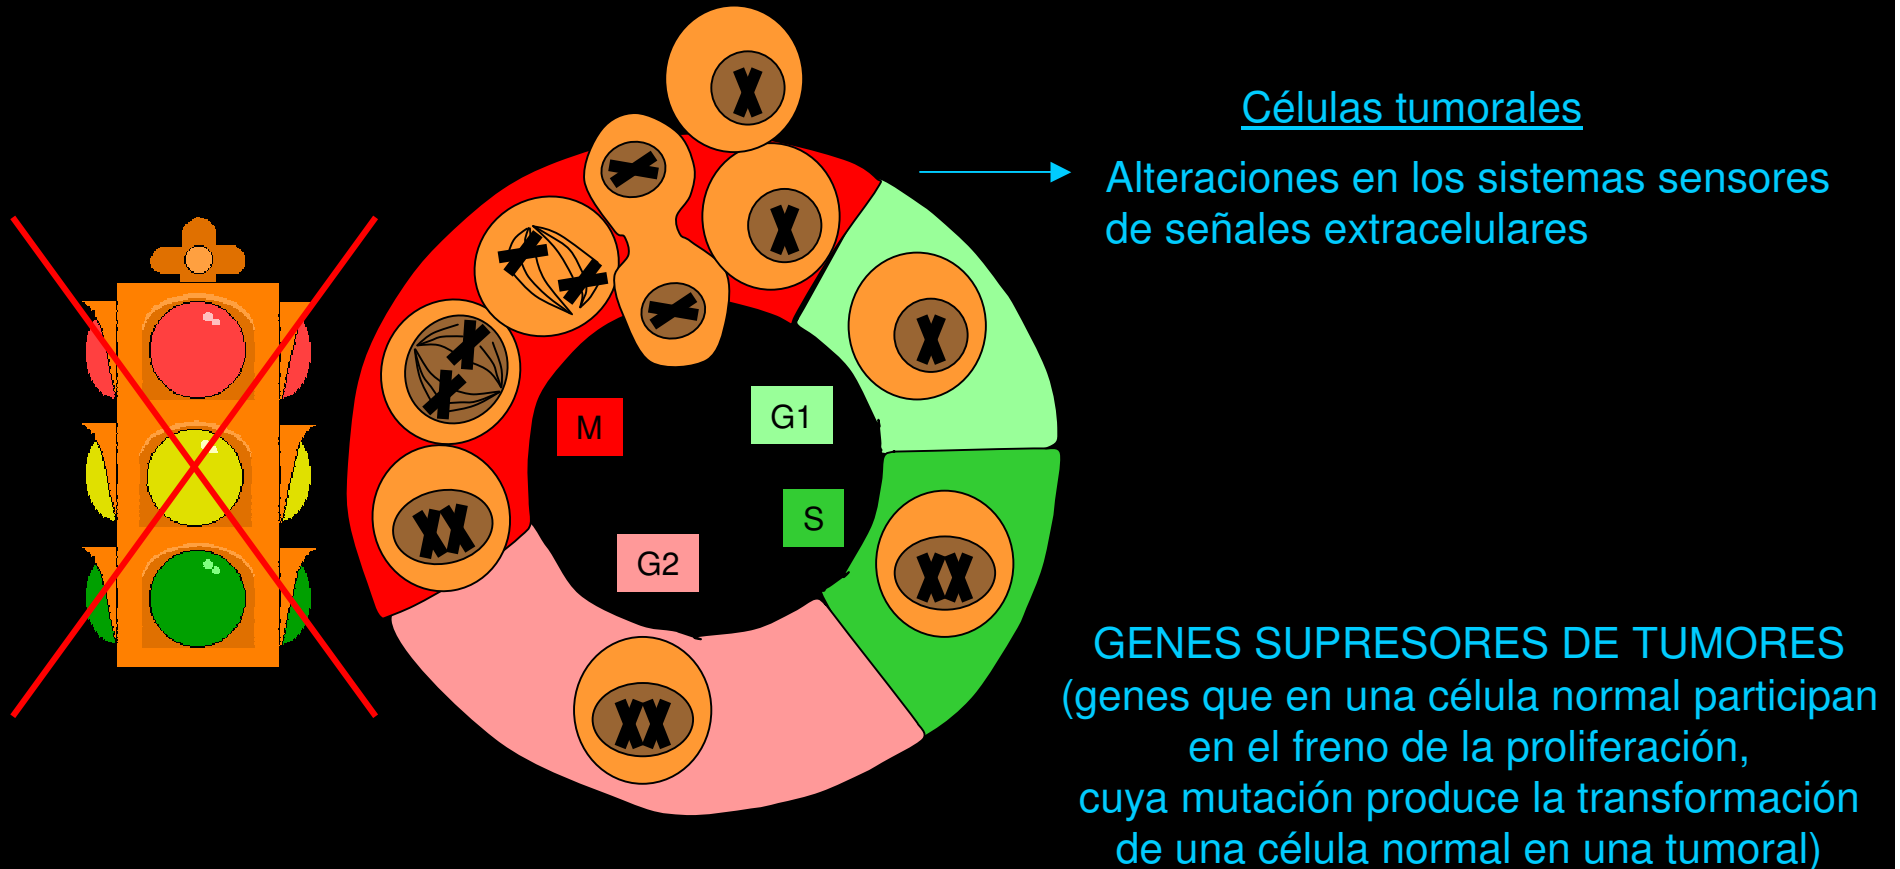 Células tumorales
Alteraciones en los sistemas sensores
de señales extracelulares
M
G1
S
G2
GENES SUPRESORES DE TUMORES
(genes que en una célula normal participan
en el freno de la proliferación,
cuya mutación produce la transformación
de una célula normal en una tumoral)